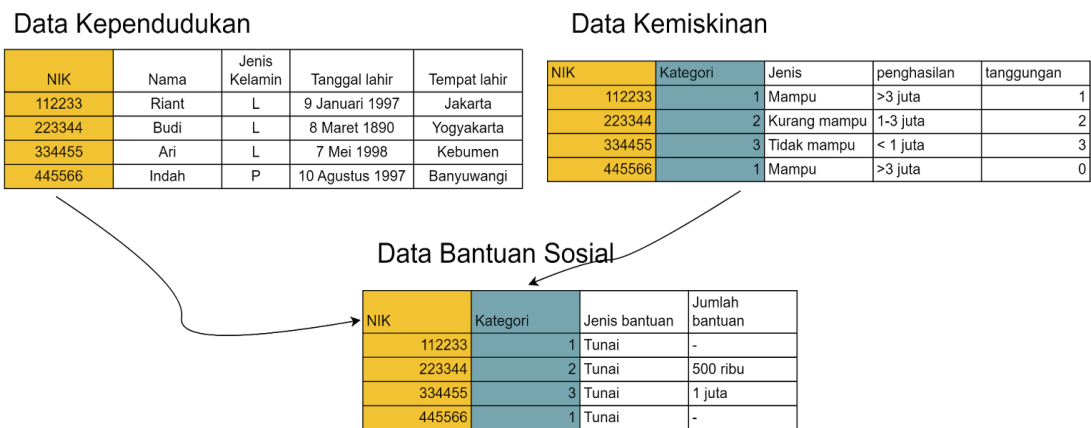 Data Kependudukan
NIK Nama Jenis Kelamin Tanggal lahir Tempat lahir
112233 Riant L 9 Januari 1997 Jakarta
223344 Budi L 8 Maret 1890 Yogyakarta
334455 Ari L 7 Mei 1998 Kebumen
445566 Indah P 10 Agustus 1997 Banyuwangi
Data Kemiskinan
NIK Kategori Jenis penghasilan tanggungan
112233 1 Mampu >3 juta 1
223344 2 Kurang mampu 1-3 juta 2
334455 3 Tidak mampu < 1 juta 3
445566 1 Mampu >3 juta 0
Data Bantuan Sosial
NIK Kategori Jenis bantuan Jumlah bantuan
112233 1 Tunai -
223344 2 Tunai 500 ribu
334455 3 Tunai 1 juta
445566 1 Tunai -